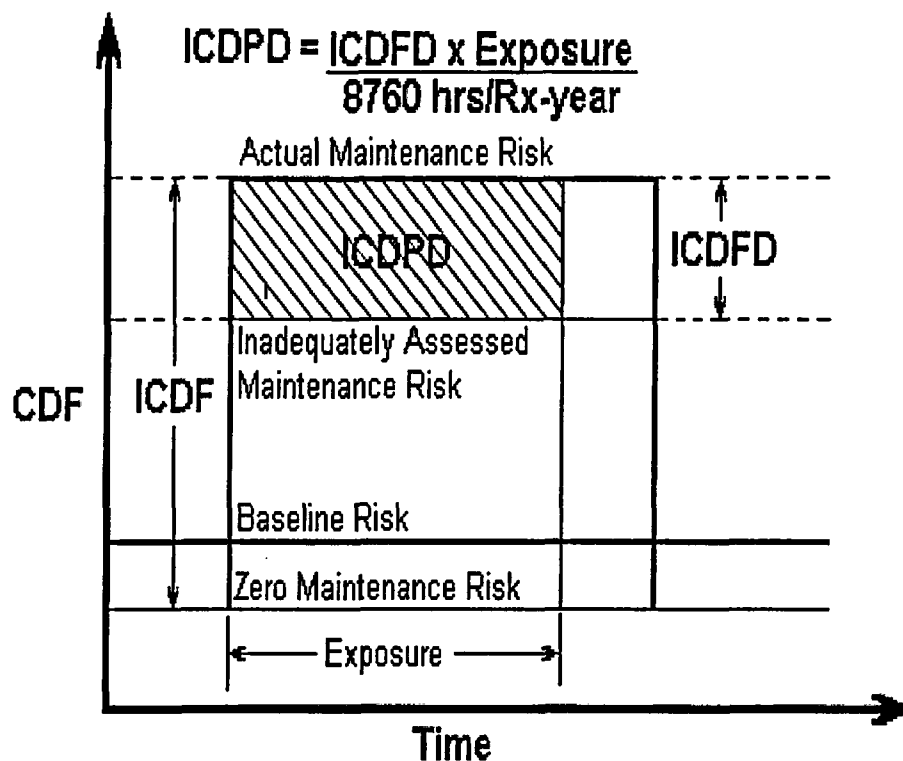 ICDPD = ICDFD x Exposure
8760 hrs/Rx-year
Actual Maintenance Risk
ICDPD
ICDFD
Inadequately Assessed
Maintenance Risk
CDF
ICDF
Baseline Risk
Zero Maintenance Risk
Exposure
Time